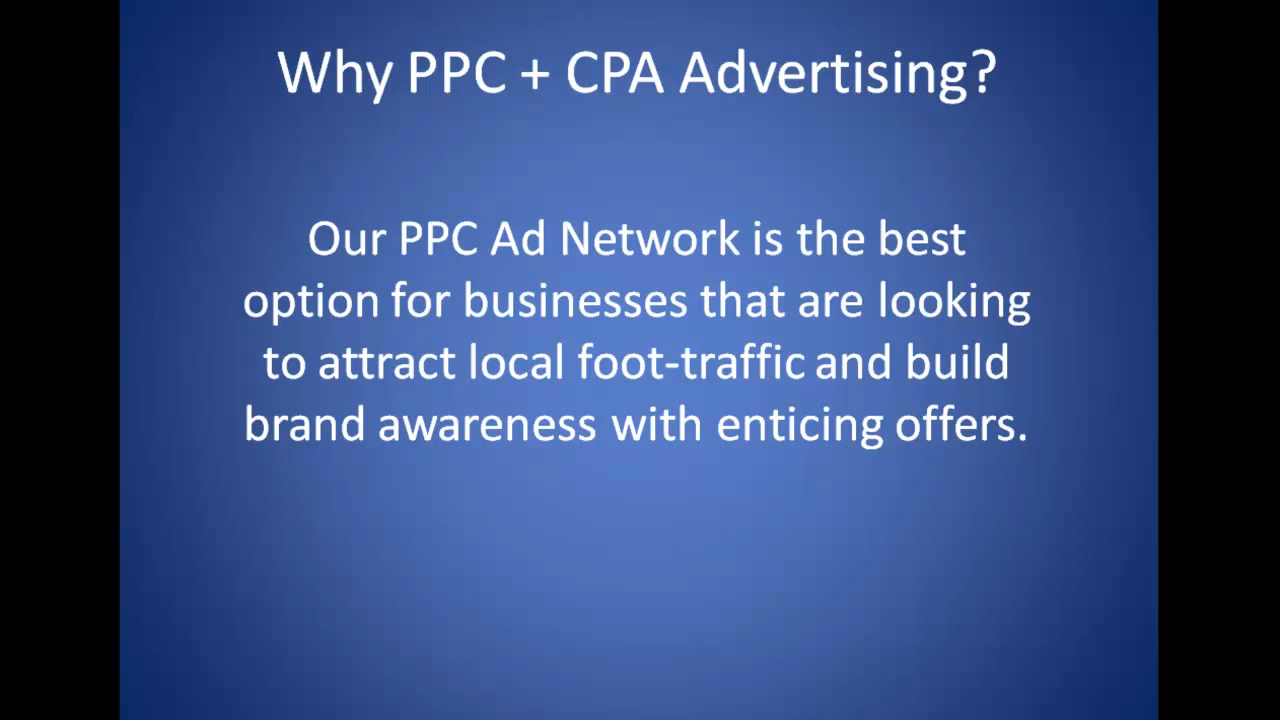 Why PPC + CPA Advertising?
Our PPC Ad Network is the best
option for businesses that are looking
to attract local foot-traffic and build
brand awareness with enticing offers.